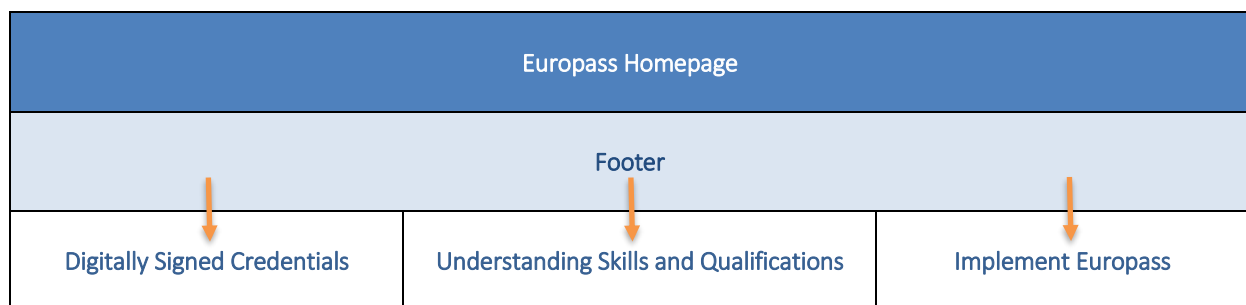 Europass Homepage
Footer
Digitally Signed Credentials
Understanding Skills and Qualifications
Implement Europass